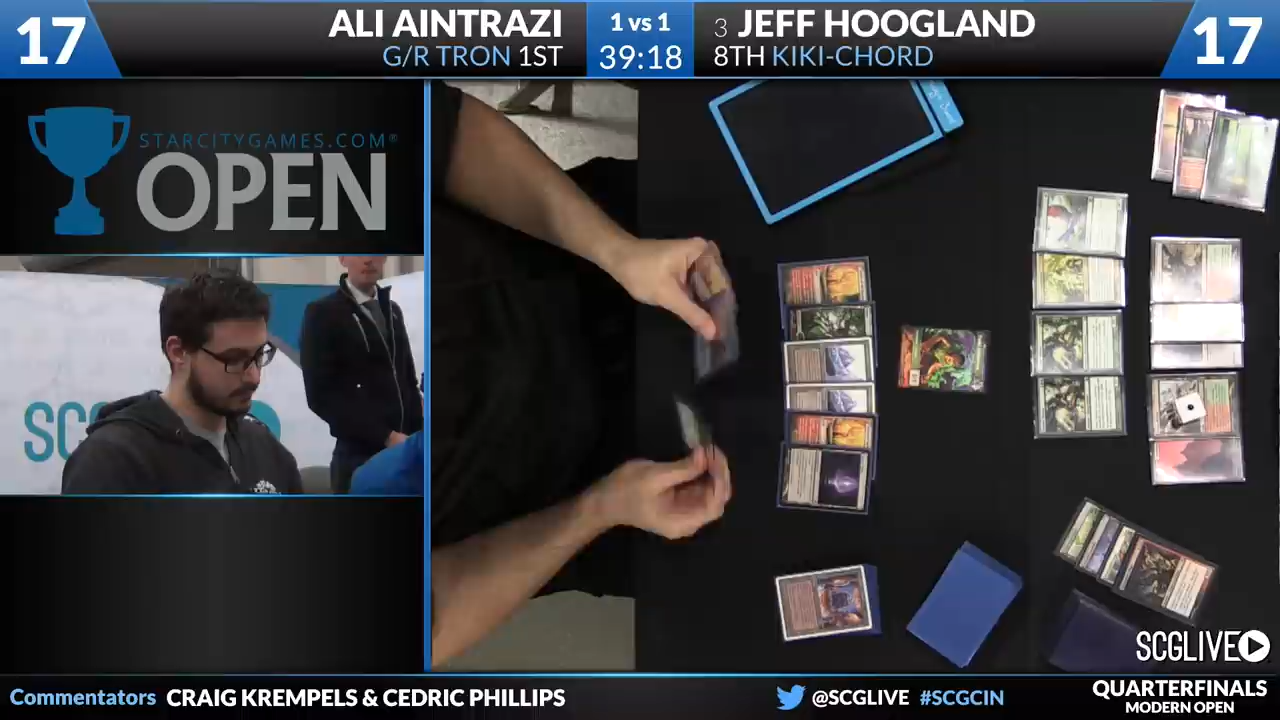 17
ALI AINTRAZI
G/R TRON 1ST
1 vs 1
39:18
3 JEFF HOOGLAND
8TH KIKI-CHORD
17
STARCITYGAMES.COM®
OPEN
SC
SCGLIVE
Commentators CRAIG KREMPELS & CEDRIC PHILLIPS
@SCGLIVE #SCGCIN
QUARTERFINALS
MODERN OPEN